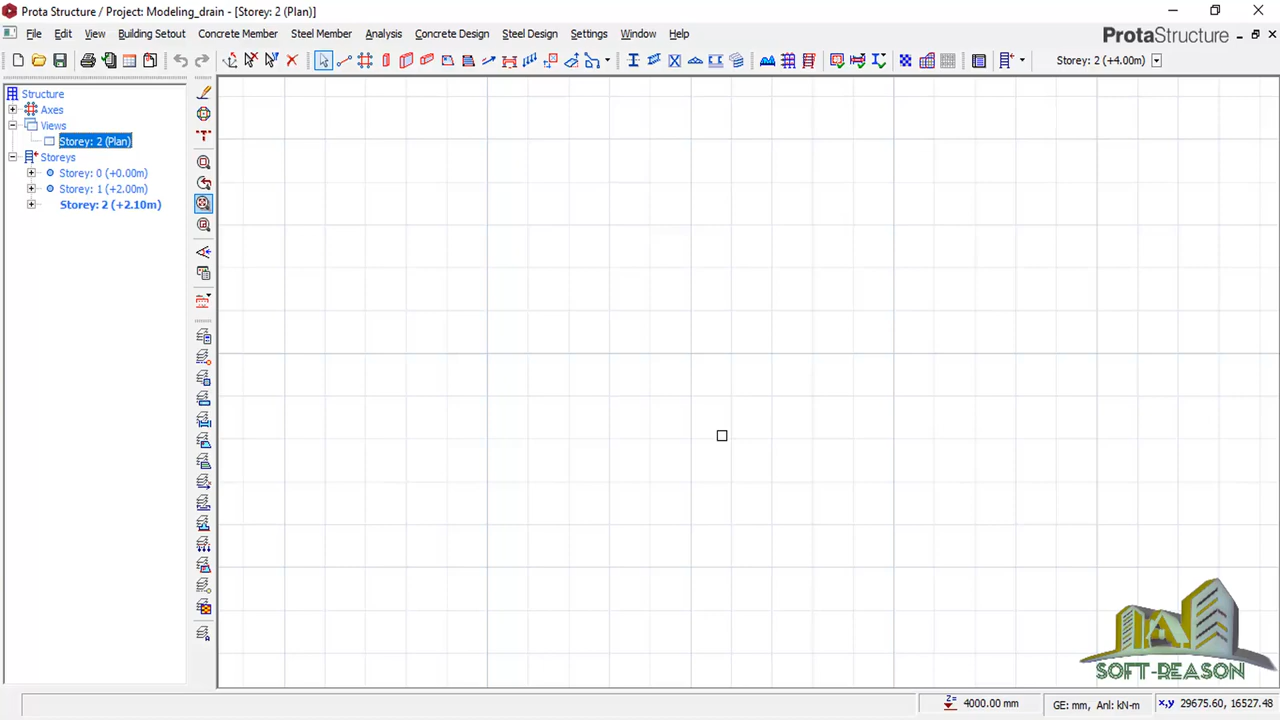 Prota Structure / Project: Modeling_drain - [Storey: 2 (Plan)]
File Edit View Building Setout Concrete Member Steel Member Analysis Concrete Design Steel Design Settings Window Help
ProtaStructure
Storey: 2 (+4.00m)
Structure
Axes
Views
Storey: 2 (Plan)
Storeys
Storey: 0 (+0.00m)
Storey: 1 (+2.00m)
Storey: 2 (+2.10m)
SOFT-REASON
Z= 4000.00 mm
GE: mm, Anl: kN-m
x,y 29675.60, 16527.48